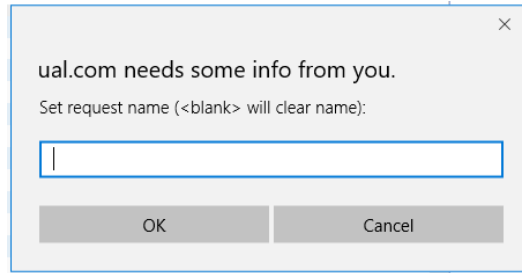 ual.com needs some info from you.
Set request name (<blank> will clear name):
OK
Cancel